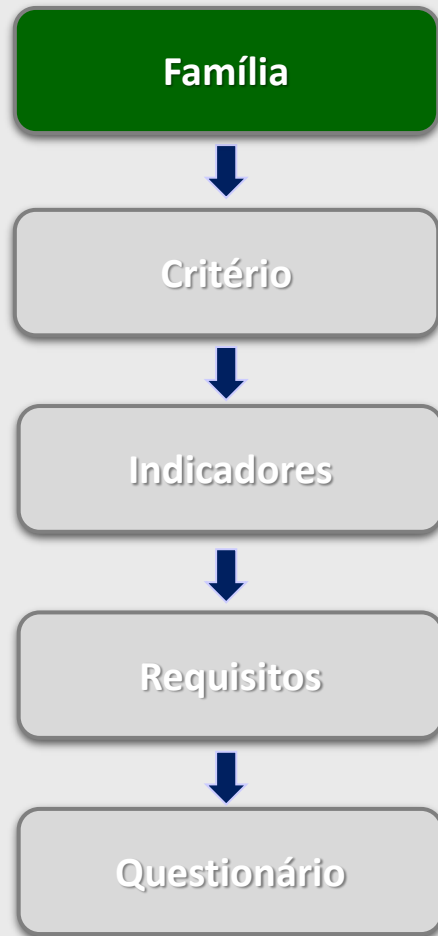 Família
Critério
Indicadores
Requisitos
Questionário